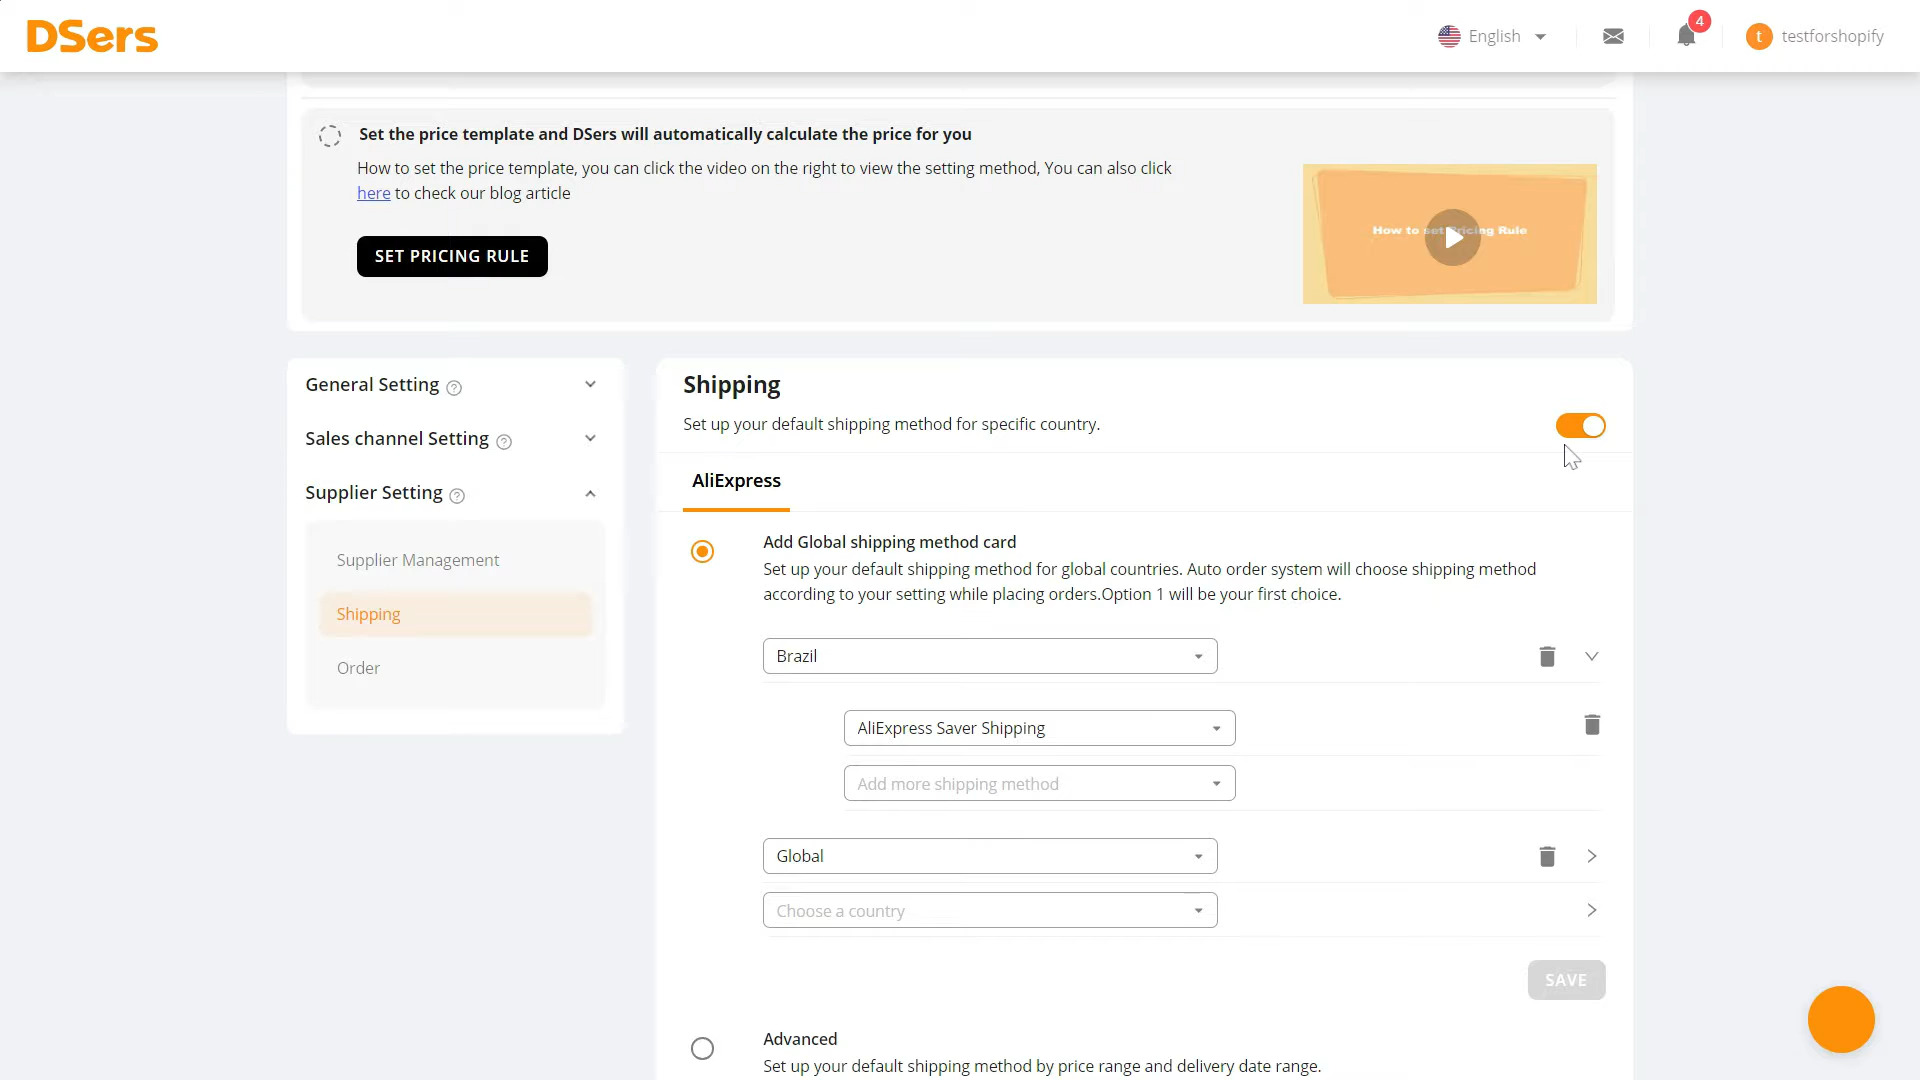 DSers
English
4
t
testforshopify
Set the price template and DSers will automatically calculate the price for you
How to set the price template, you can click the video on the right to view the setting method, You can also click
here to check our blog article
How to set Pricing Rule
SET PRICING RULE
General Setting ?
Sales channel Setting ?
Supplier Setting ?
Supplier Management
Shipping
Order
Shipping
Set up your default shipping method for specific country.
AliExpress
Add Global shipping method card
Set up your default shipping method for global countries. Auto order system will choose shipping method
according to your setting while placing orders.Option 1 will be your first choice.
Brazil
AliExpress Saver Shipping
Add more shipping method
Global
Choose a country
SAVE
Advanced
Set up your default shipping method by price range and delivery date range.